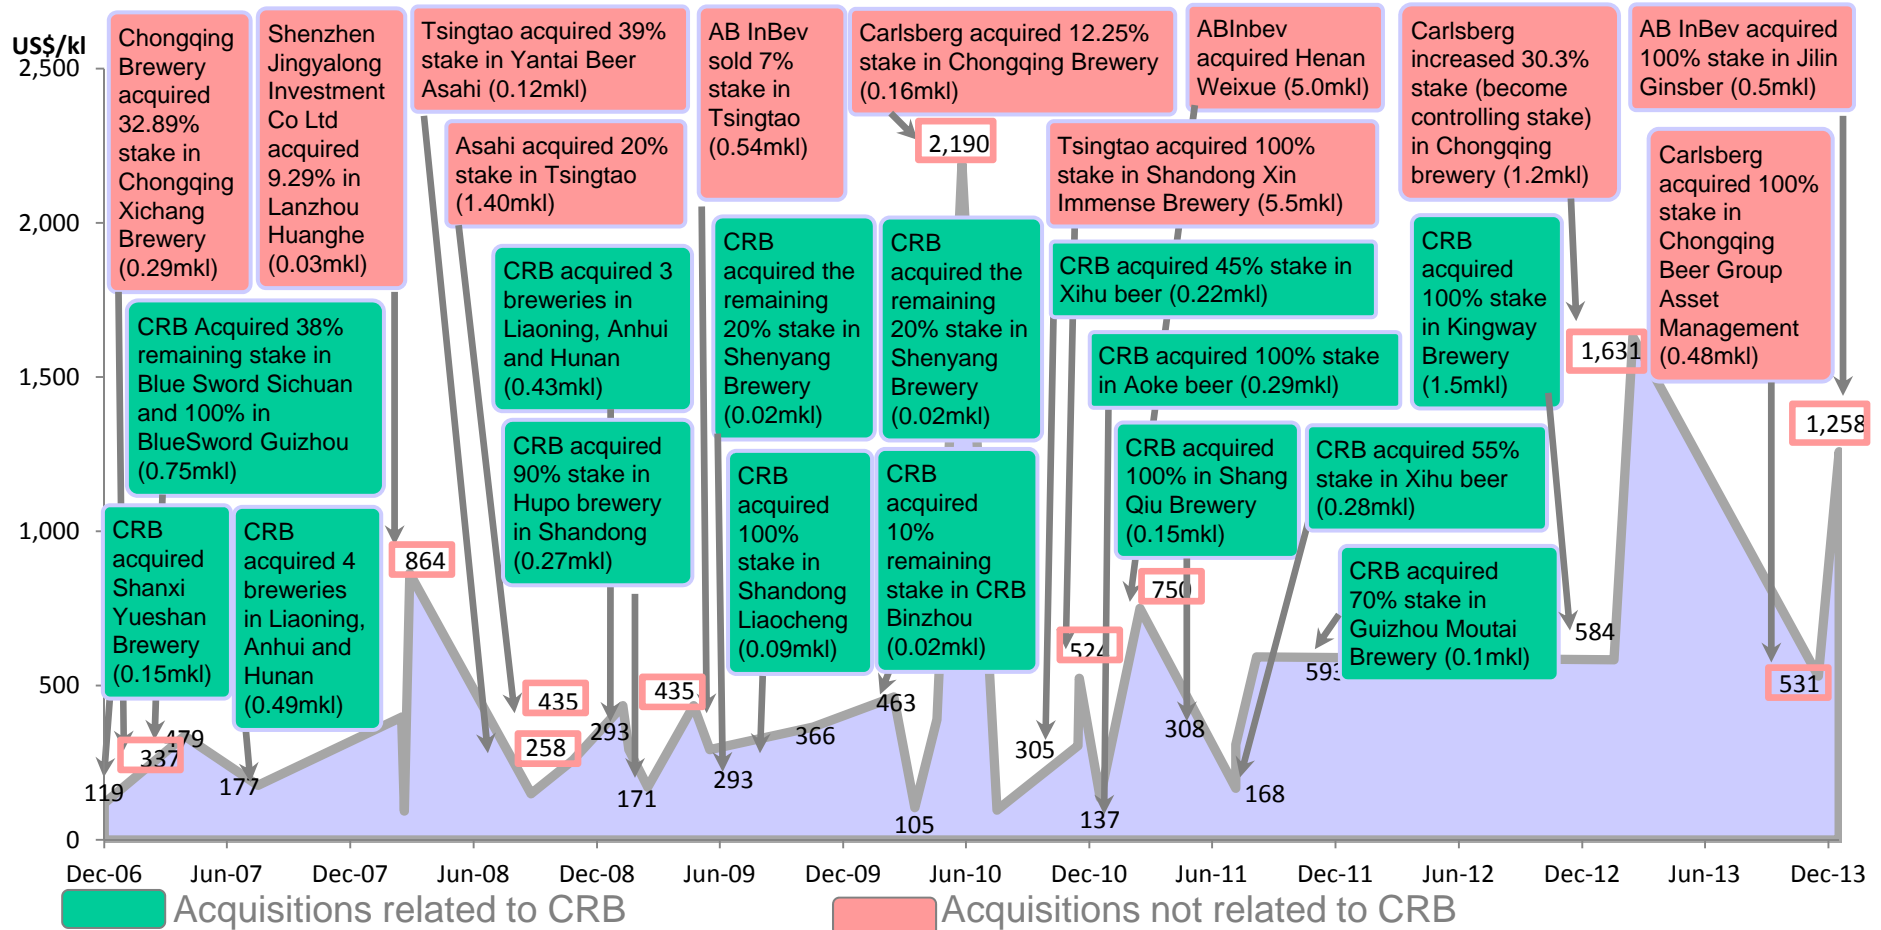 US$/kl
2,500
2,000
1,500
1,000
500
0
Chongqing
Brewery
acquired
32.89%
stake in
Chongqing
Xichang
Brewery
(0.29mkl)
Shenzhen
Jingyalong
Investment
Co Ltd
acquired
9.29% in
Lanzhou
Huanghe
(0.03mkl)
Tsingtao acquired 39%
stake in Yantai Beer
Asahi (0.12mkl)
Asahi acquired 20%
stake in Tsingtao
(1.40mkl)
AB InBev
sold 7%
stake in
Tsingtao
(0.54mkl)
Carlsberg acquired 12.25%
stake in Chongqing Brewery
(0.16mkl)
ABInbev
acquired Henan
Weixue (5.0mkl)
Tsingtao acquired 100%
stake in Shandong Xin
Immense Brewery (5.5mkl)
Carlsberg
increased 30.3%
stake (become
controlling stake)
in Chongqing
brewery (1.2mkl)
AB InBev acquired
100% stake in Jilin
Ginsber (0.5mkl)
Carlsberg
acquired 100%
stake in
Chongqing
Beer Group
Asset
Management
(0.48mkl)
CRB Acquired 38%
remaining stake in
Blue Sword Sichuan
and 100% in
BlueSword Guizhou
(0.75mkl)
CRB
acquired
Shanxi
Yueshan
Brewery
(0.15mkl)
CRB
acquired 4
breweries
in Liaoning,
Anhui and
Hunan
(0.49mkl)
CRB acquired 3
breweries in
Liaoning, Anhui
and Hunan
(0.43mkl)
CRB acquired
90% stake in
Hupo brewery
in Shandong
(0.27mkl)
CRB
acquired the
remaining
20% stake in
Shenyang
Brewery
(0.02mkl)
CRB
acquired
100%
stake in
Shandong
Liaocheng
(0.09mkl)
CRB
acquired the
remaining
20% stake in
Shenyang
Brewery
(0.02mkl)
CRB
acquired
10%
remaining
stake in CRB
Binzhou
(0.02mkl)
CRB acquired 45% stake in
Xihu beer (0.22mkl)
CRB acquired 100% stake
in Aoke beer (0.29mkl)
CRB acquired
100% in Shang
Qiu Brewery
(0.15mkl)
CRB acquired 55%
stake in Xihu beer
(0.28mkl)
CRB acquired
70% stake in
Guizhou Moutai
Brewery (0.1mkl)
CRB
acquired
100% stake
in Kingway
Brewery
(1.5mkl)
119
337
479
177
864
435
258
293
171
435
293
366
463
105
2,190
305
524
137
750
308
168
593
584
1,631
531
1,258
Dec-06
Jun-07
Dec-07
Jun-08
Dec-08
Jun-09
Dec-09
Jun-10
Dec-10
Jun-11
Dec-11
Jun-12
Dec-12
Jun-13
Dec-13
Acquisitions related to CRB
Acquisitions not related to CRB